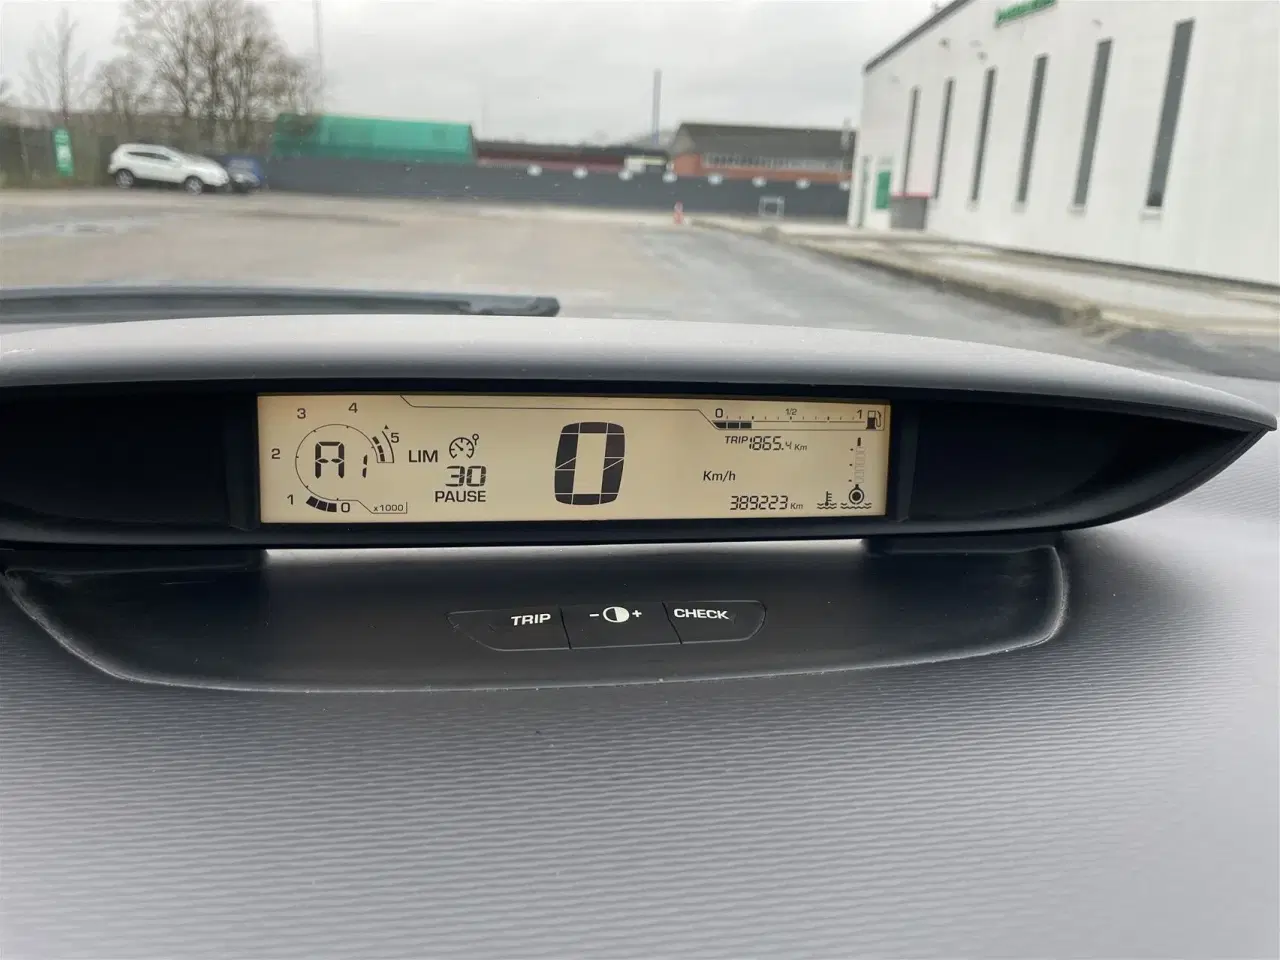 0 1/2 1
3 4
5
2 A1
LIM
1 0 x1000
30
PAUSE
0
TRIP 1865.4 Km
Km/h
389223 Km
TRIP - + CHECK